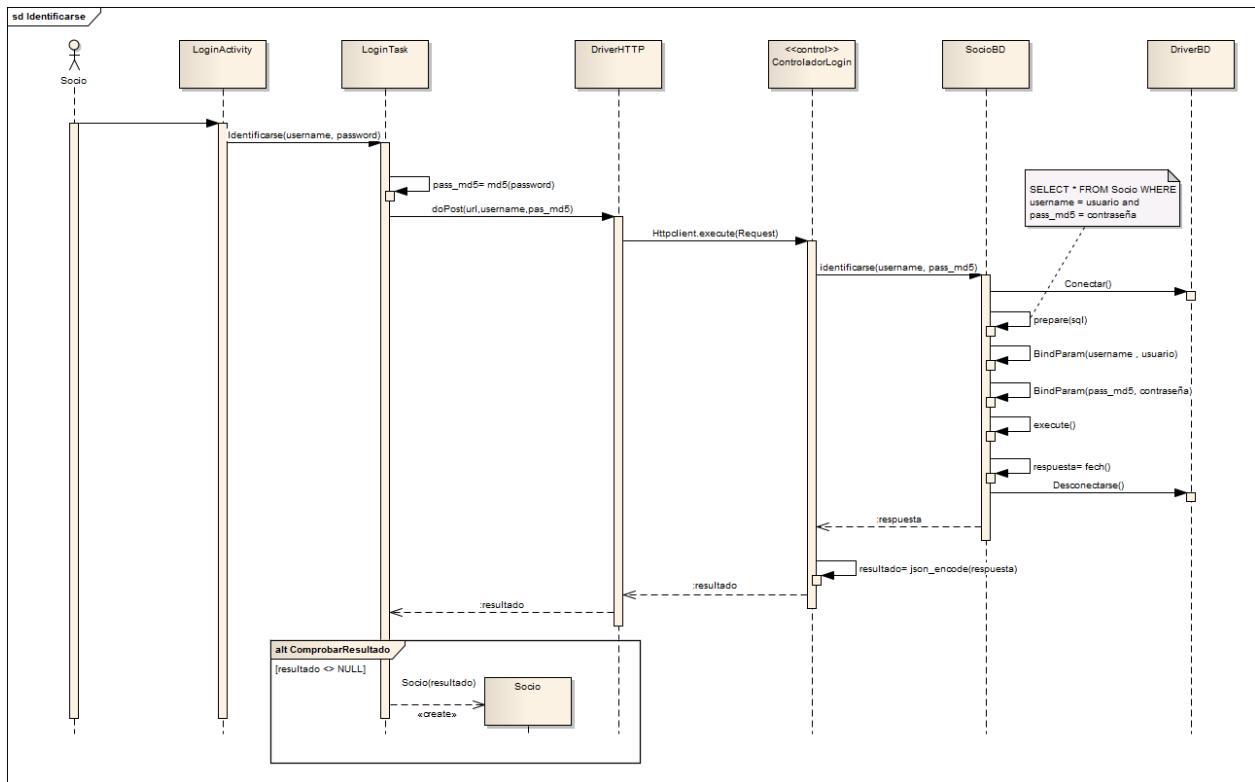 sd Identificarse
Socio
LoginActivity
LoginTask
DriverHTTP
<<control>>
ControladorLogin
SocioBD
DriverBD
Identificarse(username, password)
pass_md5= md5(password)
doPost(url,username,pas_md5)
Httpclient.execute(Request)
identificarse(username, pass_md5)
SELECT * FROM Socio WHERE
username = usuario and
pass_md5 = contraseña
Conectar()
prepare(sql)
BindParam(username , usuario)
BindParam(pass_md5, contraseña)
execute()
respuesta= fech()
Desconectarse()
:respuesta
resultado= json_encode(respuesta)
:resultado
:resultado
alt ComprobarResultado
[resultado <> NULL]
Socio(resultado)
«create»
Socio